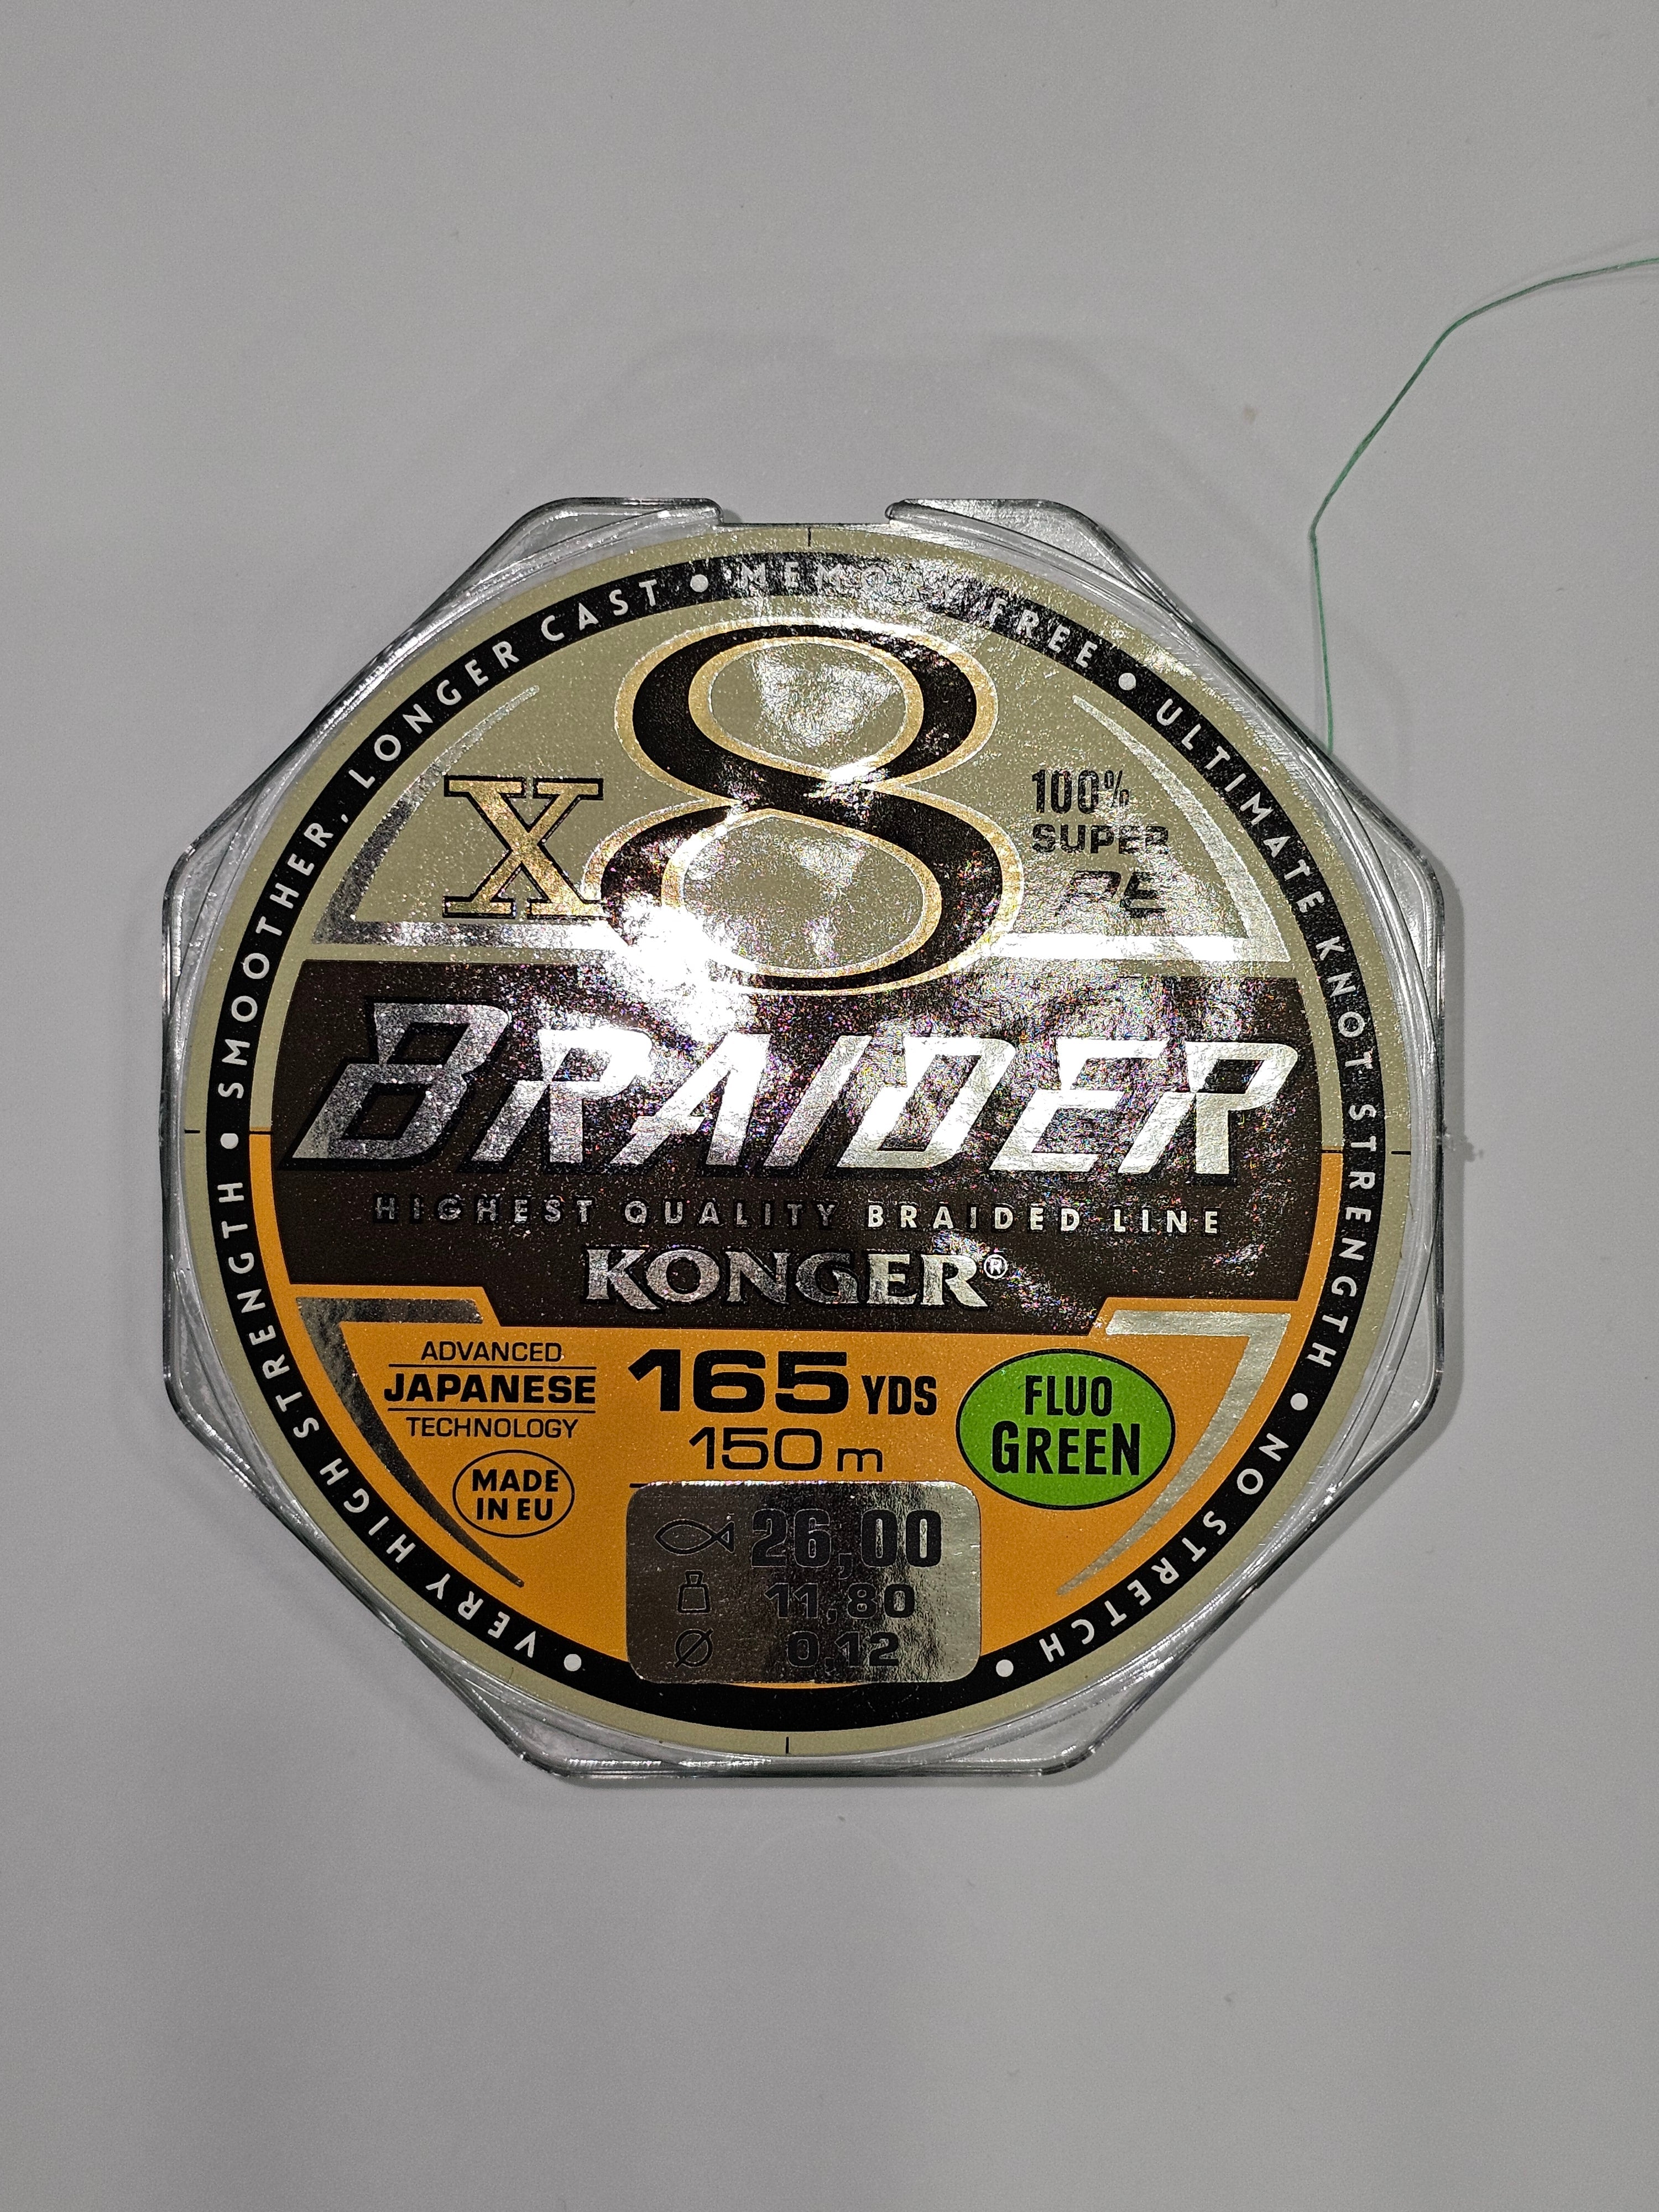 SMOOTHER, LONGER CAST • MEMORY FREE • ULTIMATE KNOT STRENGTH • NO STRETCH • VERY HIGH STRENGTH •
X8
100%
SUPER
PE
BRAIDER
HIGHEST QUALITY BRAIDED LINE
KONGER®
ADVANCED
JAPANESE
TECHNOLOGY
MADE
IN EU
165 YDS
150 m
FLUO
GREEN
26,00
11,80
Ø 0,12